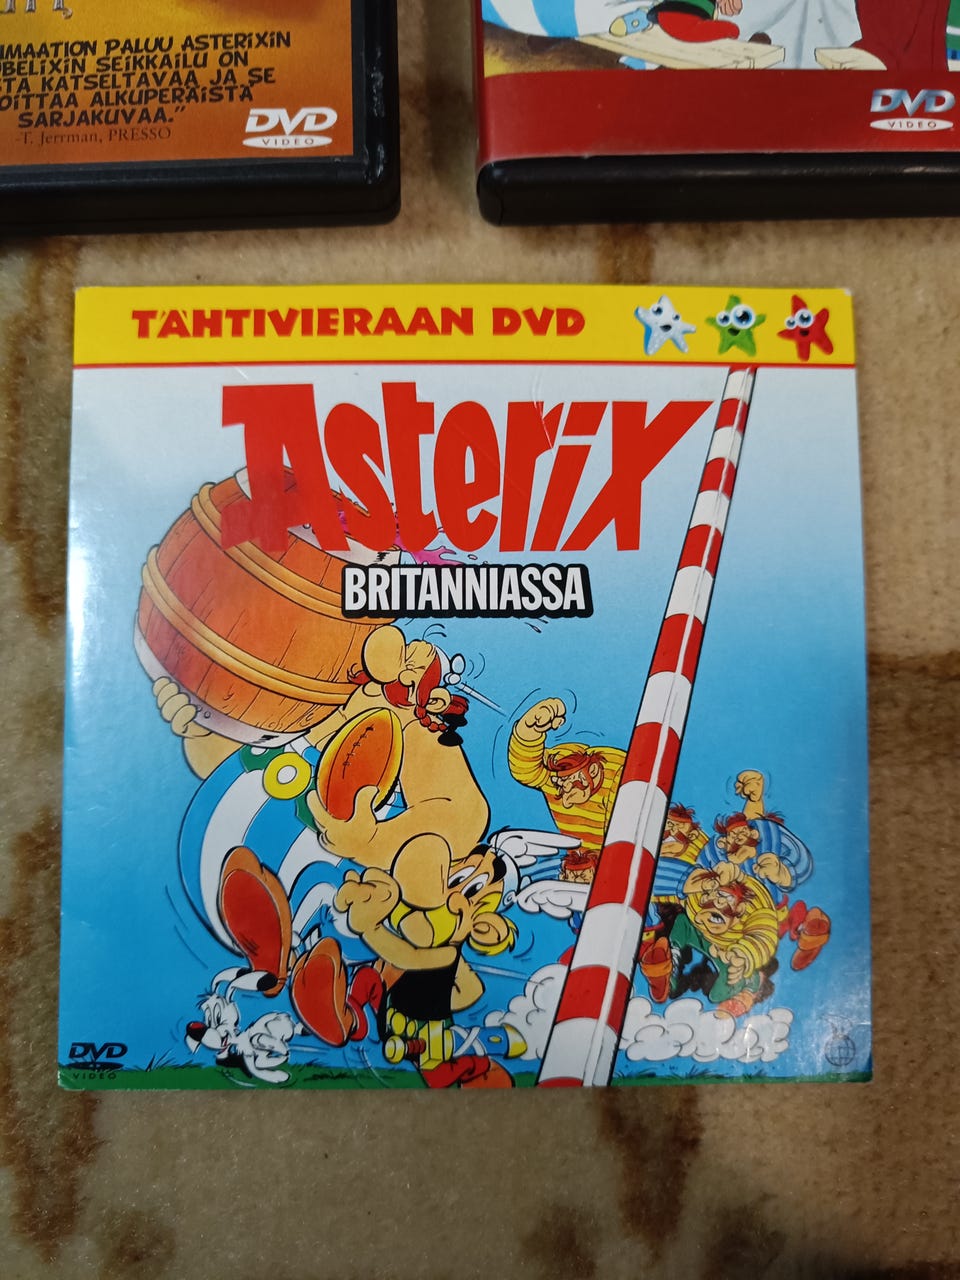 IMAATION PALUU ASTERIXIN
OBELIXIN SEIKKAILU ON
STA KATSELTAVAA JA SE
OITTAA ALKUPERÄISTÄ
SARJAKUVAA."
-T. Jerrman, PRESSO
DVD
VIDEO
DVD
VIDEO
TÄHTIVIERAAN DVD
Asterix
BRITANNIASSA
DVD
VIDEO